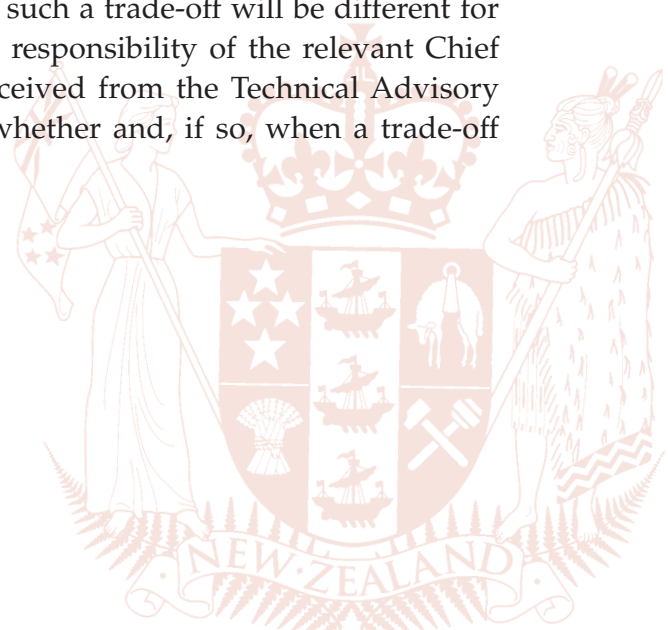 such a trade-off will be different for
responsibility of the relevant Chief
ceived from the Technical Advisory
whether and, if so, when a trade-off
NEW·ZEALAND